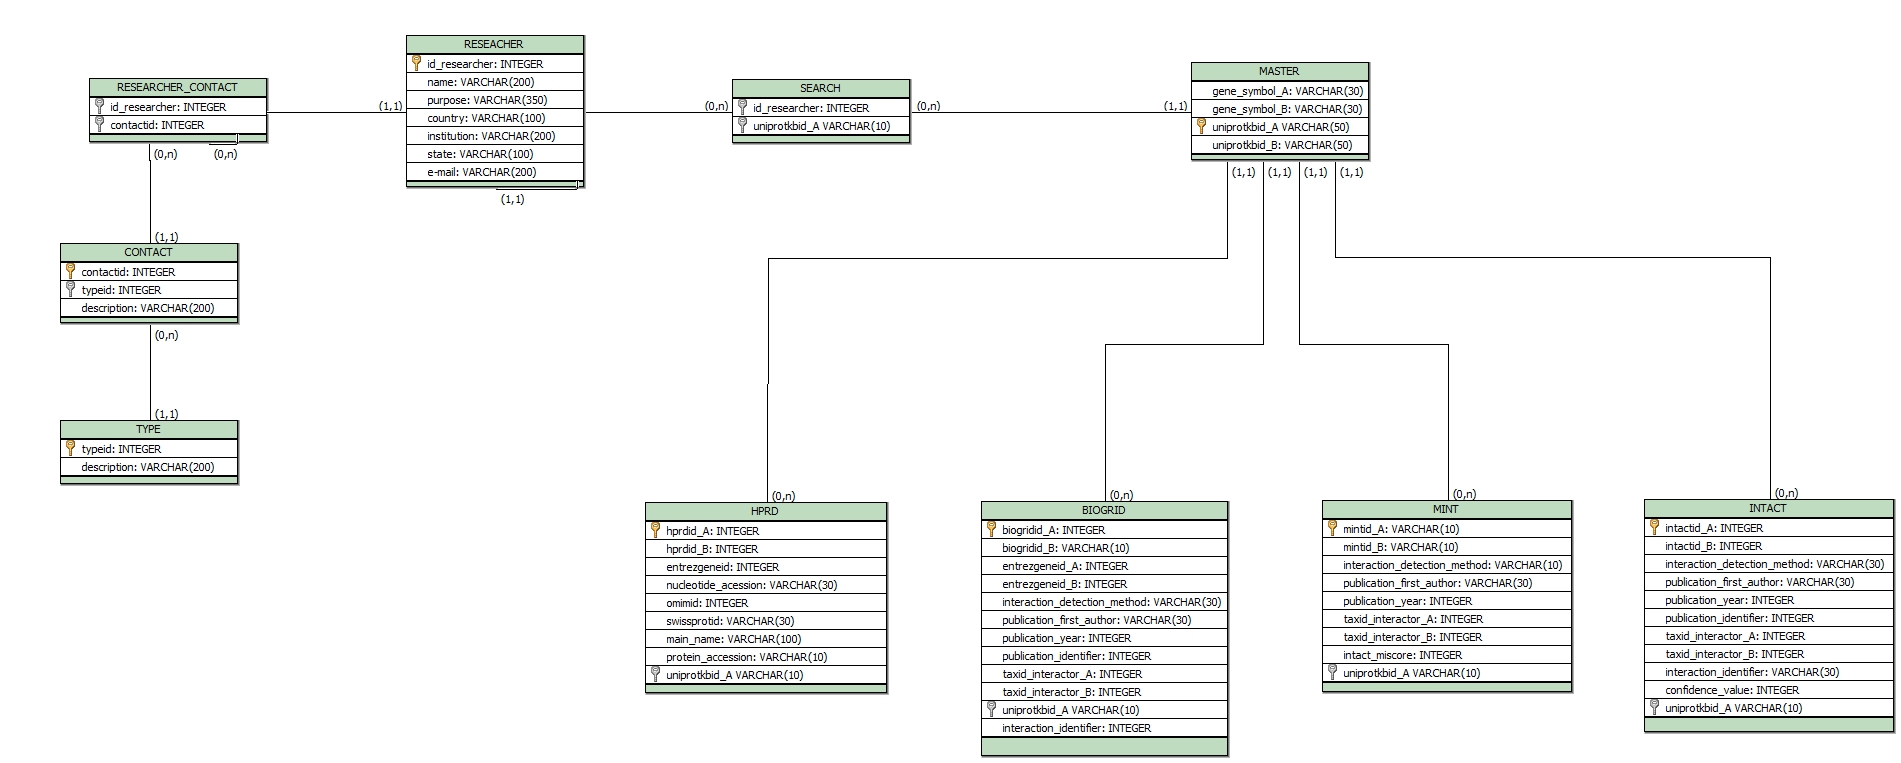 RESEARCHER_CONTACT
id_researcher: INTEGER
contactid: INTEGER
(0,n)
(0,n)
(1,1)
RESEACHER
id_researcher: INTEGER
name: VARCHAR(200)
purpose: VARCHAR(350)
country: VARCHAR(100)
institution: VARCHAR(200)
state: VARCHAR(100)
e-mail: VARCHAR(200)
(1,1)
(0,n)
SEARCH
id_researcher: INTEGER
uniprotkbid_A VARCHAR(10)
(0,n)
(1,1)
MASTER
gene_symbol_A: VARCHAR(30)
gene_symbol_B: VARCHAR(30)
uniprotkbid_A VARCHAR(50)
uniprotkbid_B: VARCHAR(50)
(1,1)
(1,1)
(1,1)
(1,1)
(1,1)
CONTACT
contactid: INTEGER
typeid: INTEGER
description: VARCHAR(200)
(0,n)
(1,1)
TYPE
typeid: INTEGER
description: VARCHAR(200)
(0,n)
HPRD
hprdid_A: INTEGER
hprdid_B: INTEGER
entrezgeneid: INTEGER
nucleotide_acession: VARCHAR(30)
omimid: INTEGER
swissprotid: VARCHAR(30)
main_name: VARCHAR(100)
protein_accession: VARCHAR(10)
uniprotkbid_A VARCHAR(10)
(0,n)
BIOGRID
biogridid_A: INTEGER
biogridid_B: VARCHAR(10)
entrezgeneid_A: INTEGER
entrezgeneid_B: INTEGER
interaction_detection_method: VARCHAR(30)
publication_first_author: VARCHAR(30)
publication_year: INTEGER
publication_identifier: INTEGER
taxid_interactor_A: INTEGER
taxid_interactor_B: INTEGER
uniprotkbid_A VARCHAR(10)
interaction_identifier: INTEGER
(0,n)
MINT
mintid_A: VARCHAR(10)
mintid_B: VARCHAR(10)
interaction_detection_method: VARCHAR(10)
publication_first_author: VARCHAR(30)
publication_year: INTEGER
taxid_interactor_A: INTEGER
taxid_interactor_B: INTEGER
intact_miscore: INTEGER
uniprotkbid_A VARCHAR(10)
(0,n)
INTACT
intactid_A: INTEGER
intactid_B: INTEGER
interaction_detection_method: VARCHAR(30)
publication_first_author: VARCHAR(30)
publication_year: INTEGER
publication_identifier: INTEGER
taxid_interactor_A: INTEGER
taxid_interactor_B: INTEGER
interaction_identifier: VARCHAR(30)
confidence_value: INTEGER
uniprotkbid_A VARCHAR(10)